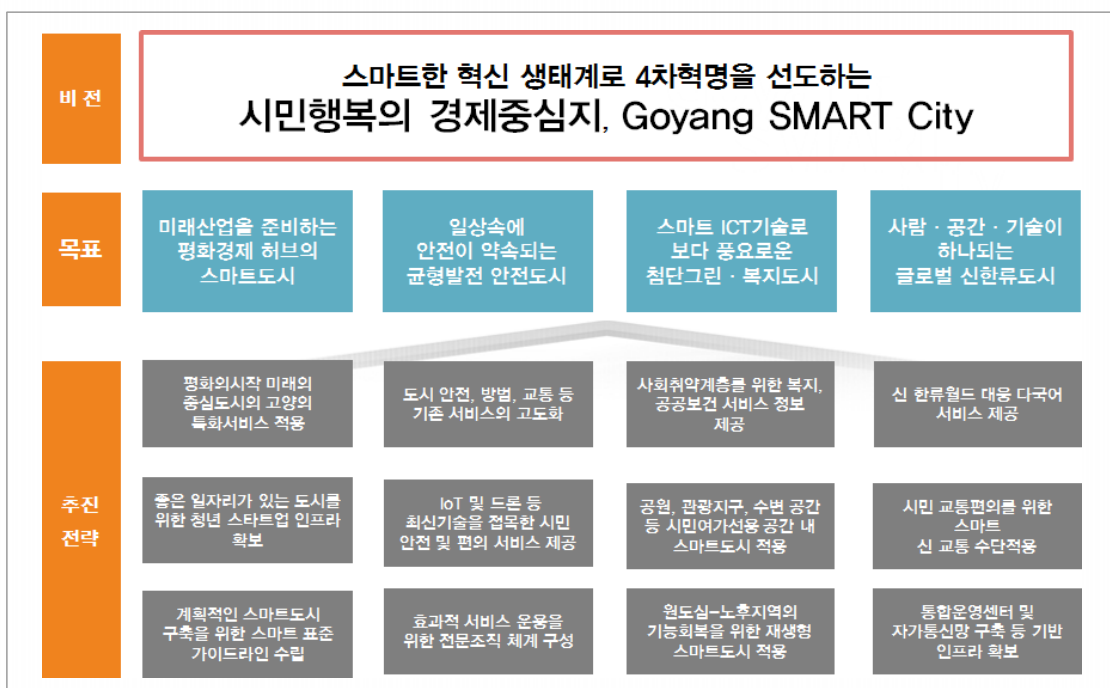 비 전
스마트한 혁신 생태계로 4차혁명을 선도하는
시민행복의 경제중심지, Goyang SMART City
목표
미래산업을 준비하는
평화경제 허브의
스마트도시
일상속에
안전이 약속되는
균형발전 안전도시
스마트 ICT기술로
보다 풍요로운
첨단그린 · 복지도시
사람 · 공간 · 기술이
하나되는
글로벌 신한류도시
추진
전략
평화의시작 미래의
중심도시의 고양의
특화서비스 적용
도시 안전, 방범, 교통 등
기존 서비스의 고도화
사회취약계층를 위한 복지,
공공보건 서비스 정보
제공
신 한류월드 대응 다국어
서비스 제공
좋은 일자리가 있는 도시를
위한 청년 스타트업 인프라
확보
IoT 및 드론 등
최신기술을 접목한 시민
안전 및 편의 서비스 제공
공원, 관광지구, 수변 공간
등 시민여가선용 공간 내
스마트도시 적용
시민 교통편의를 위한
스마트
신 교통 수단적용
계획적인 스마트도시
구축을 위한 스마트 표준
가이드라인 수립
효과적 서비스 운용을
위한 전문조직 체계 구성
원도심-노후지역의
기능회복을 위한 재생형
스마트도시 적용
통합운영센터 및
자가통신망 구축 등 기반
인프라 확보